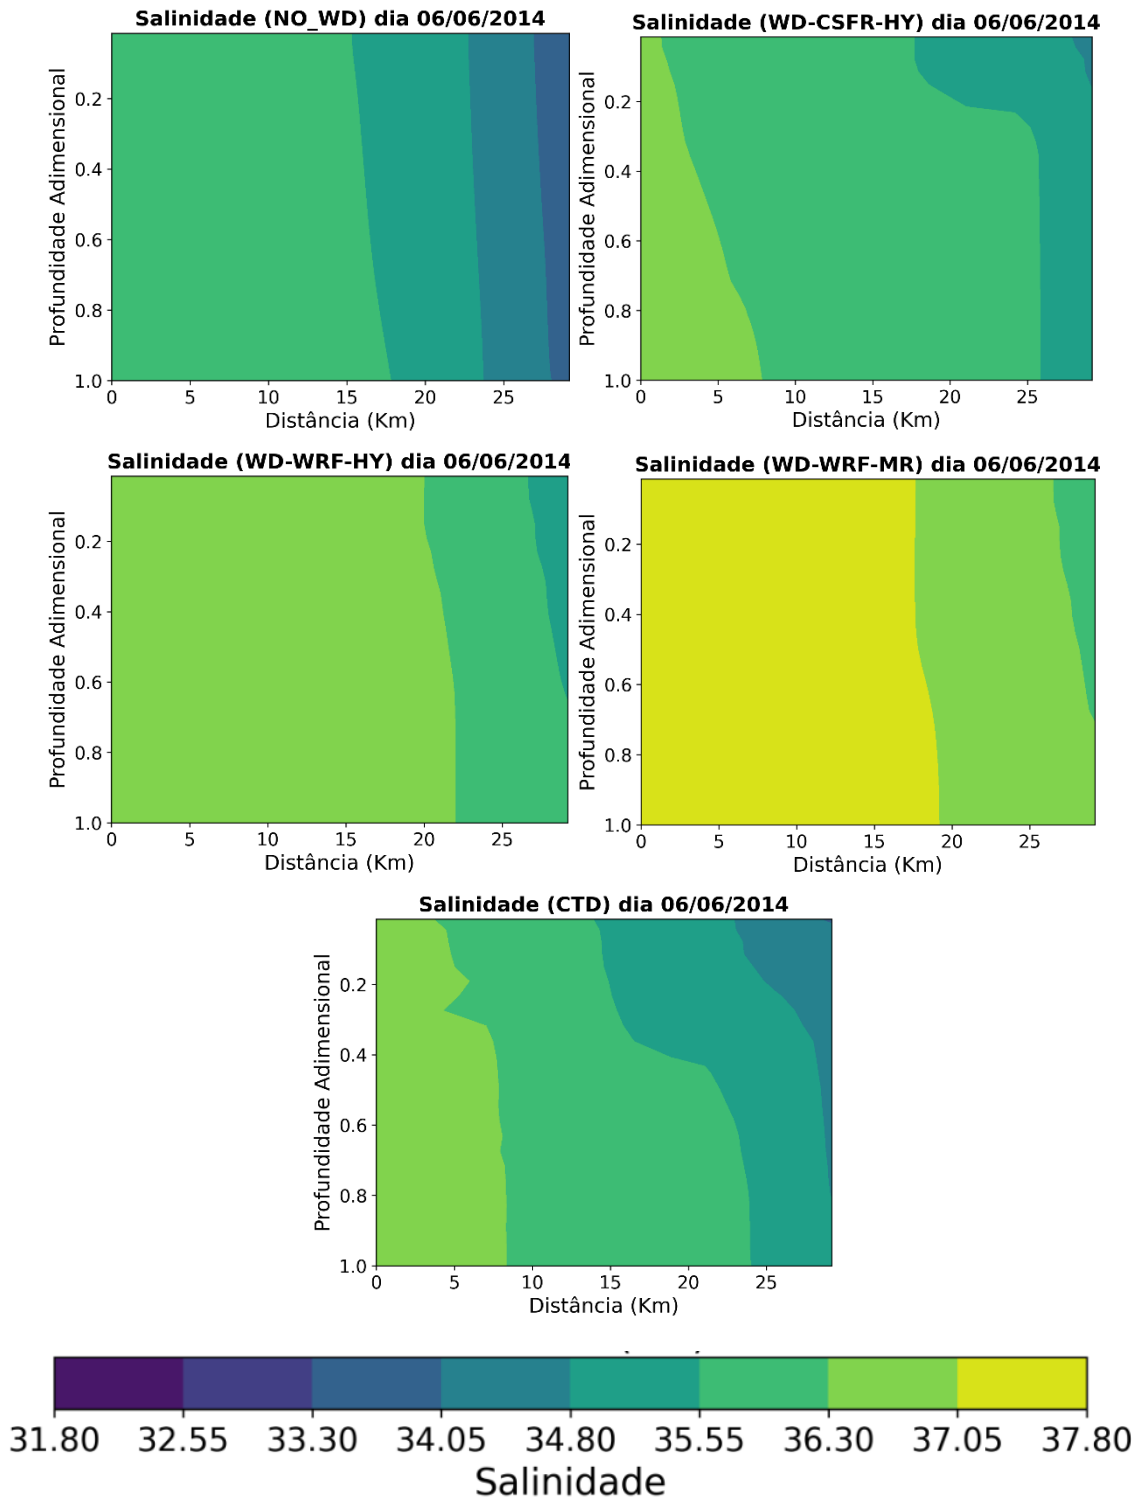 Salinidade (NO_WD) dia 06/06/2014
Profundidade Adimensional
0.2
0.4
0.6
0.8
1.0
0 5 10 15 20 25
Distância (Km)
Salinidade (WD-CSFR-HY) dia 06/06/2014
Profundidade Adimensional
0.2
0.4
0.6
0.8
1.0
0 5 10 15 20 25
Distância (Km)
Salinidade (WD-WRF-HY) dia 06/06/2014
Profundidade Adimensional
0.2
0.4
0.6
0.8
1.0
0 5 10 15 20 25
Distância (Km)
Salinidade (WD-WRF-MR) dia 06/06/2014
Profundidade Adimensional
0.2
0.4
0.6
0.8
1.0
0 5 10 15 20 25
Distância (Km)
Salinidade (CTD) dia 06/06/2014
Profundidade Adimensional
0.2
0.4
0.6
0.8
1.0
0 5 10 15 20 25
Distância (Km)
31.80 32.55 33.30 34.05 34.80 35.55 36.30 37.05 37.80
Salinidade